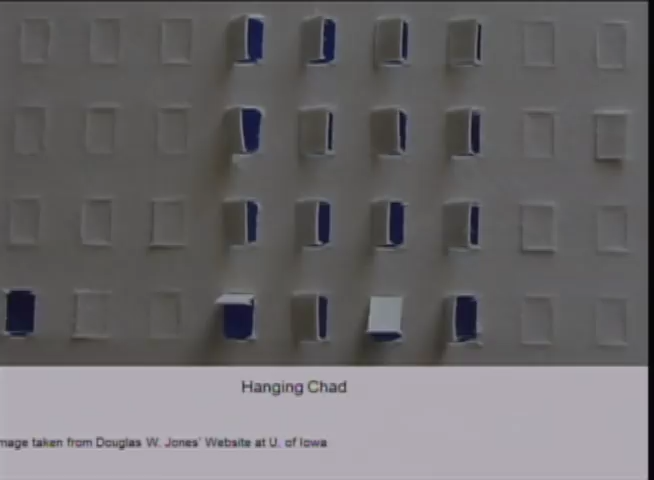 Hanging Chad
mage taken from Douglas W. Jones' Website at U. of Iowa